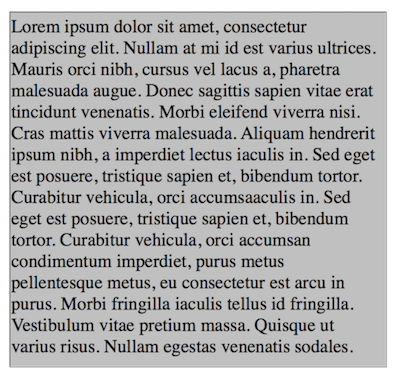 Lorem ipsum dolor sit amet, consectetur
adipiscing elit. Nullam at mi id est varius ultrices.
Mauris orci nibh, cursus vel lacus a, pharetra
malesuada augue. Donec sagittis sapien vitae erat
tincidunt venenatis. Morbi eleifend viverra nisi.
Cras mattis viverra malesuada. Aliquam hendrerit
ipsum nibh, a imperdiet lectus iaculis in. Sed eget
est posuere, tristique sapien et, bibendum tortor.
Curabitur vehicula, orci accumsaaculis in. Sed
eget est posuere, tristique sapien et, bibendum
tortor. Curabitur vehicula, orci accumsan
condimentum imperdiet, purus metus
pellentesque metus, eu consectetur est arcu in
purus. Morbi fringilla iaculis tellus id fringilla.
Vestibulum vitae pretium massa. Quisque ut
varius risus. Nullam egestas venenatis sodales.